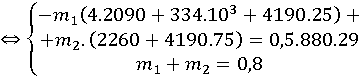 ⇔ { −m₁(4.2090 + 334.10³ + 4190.25) +
+m₂.(2260 + 4190.75) = 0,5.880.29
m₁ + m₂ = 0,8